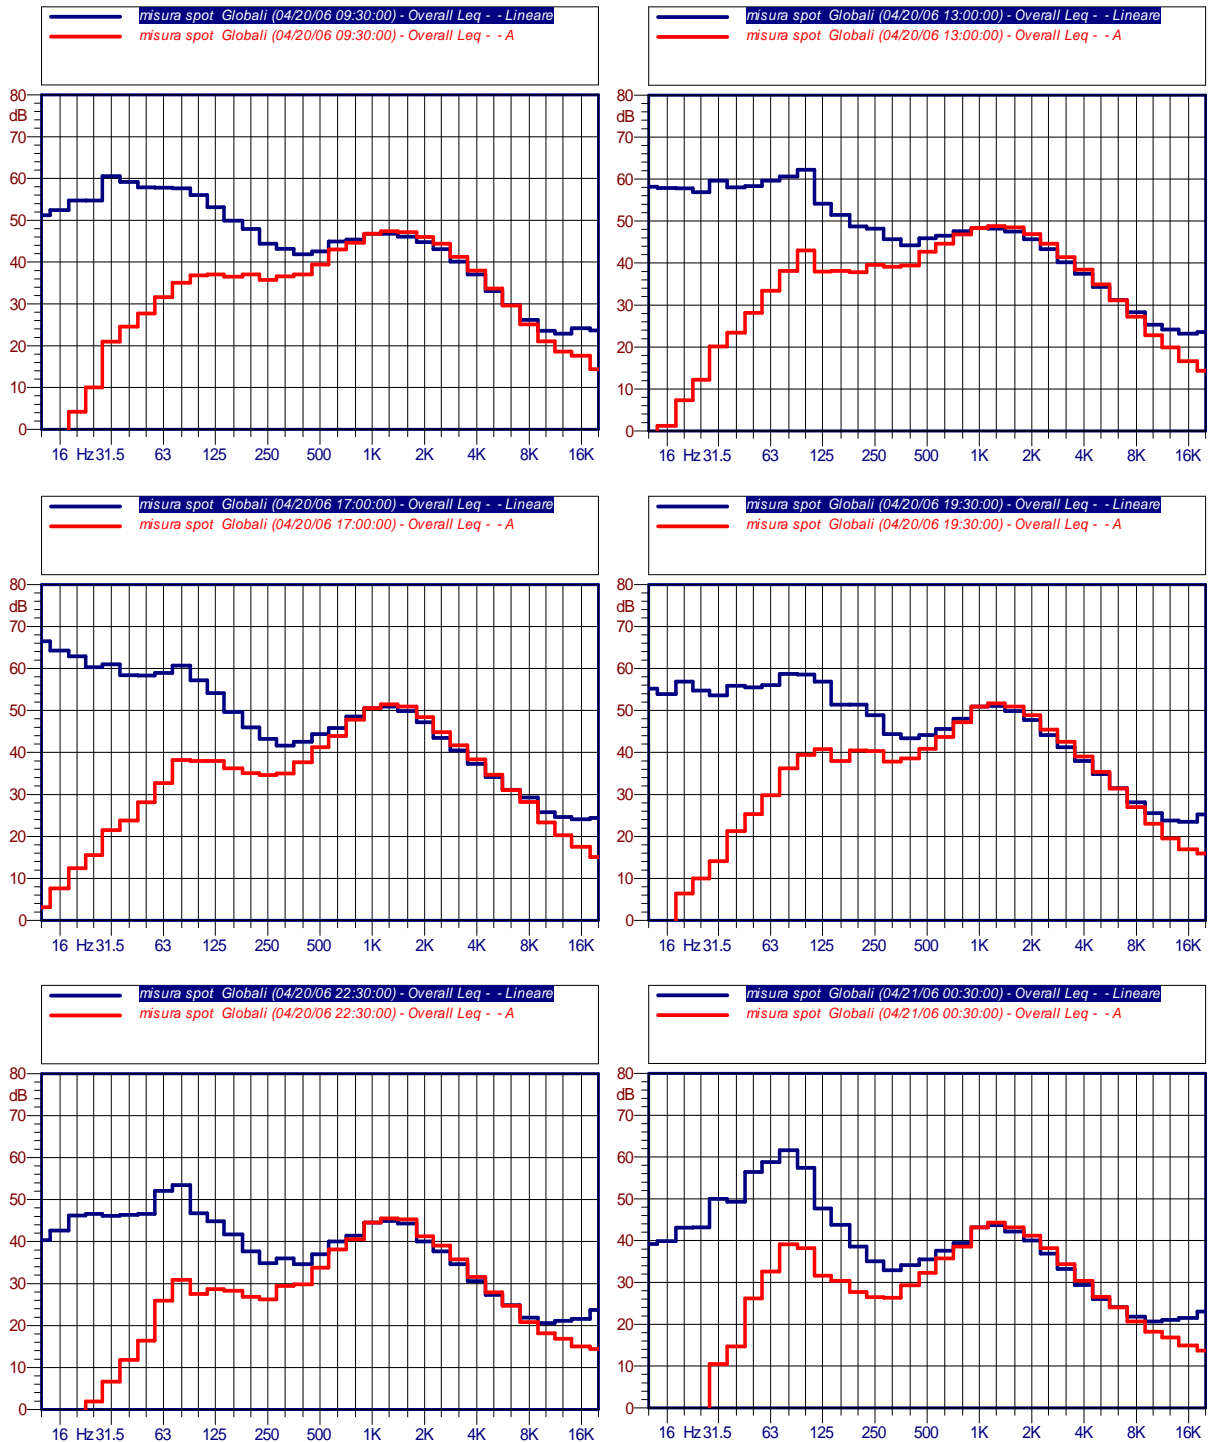 misura spot Globali (04/20/06 09:30:00) - Overall Leq - - Lineare
misura spot Globali (04/20/06 09:30:00) - Overall Leq - - A
80
dB
70
60
50
40
30
20
10
0
16 Hz 31.5 63 125 250 500 1K 2K 4K 8K 16K
misura spot Globali (04/20/06 13:00:00) - Overall Leq - - Lineare
misura spot Globali (04/20/06 13:00:00) - Overall Leq - - A
80
dB
70
60
50
40
30
20
10
0
16 Hz 31.5 63 125 250 500 1K 2K 4K 8K 16K
misura spot Globali (04/20/06 17:00:00) - Overall Leq - - Lineare
misura spot Globali (04/20/06 17:00:00) - Overall Leq - - A
80
dB
70
60
50
40
30
20
10
0
16 Hz 31.5 63 125 250 500 1K 2K 4K 8K 16K
misura spot Globali (04/20/06 19:30:00) - Overall Leq - - Lineare
misura spot Globali (04/20/06 19:30:00) - Overall Leq - - A
80
dB
70
60
50
40
30
20
10
0
16 Hz 31.5 63 125 250 500 1K 2K 4K 8K 16K
misura spot Globali (04/20/06 22:30:00) - Overall Leq - - Lineare
misura spot Globali (04/20/06 22:30:00) - Overall Leq - - A
80
dB
70
60
50
40
30
20
10
0
16 Hz 31.5 63 125 250 500 1K 2K 4K 8K 16K
misura spot Globali (04/21/06 00:30:00) - Overall Leq - - Lineare
misura spot Globali (04/21/06 00:30:00) - Overall Leq - - A
80
dB
70
60
50
40
30
20
10
0
16 Hz 31.5 63 125 250 500 1K 2K 4K 8K 16K